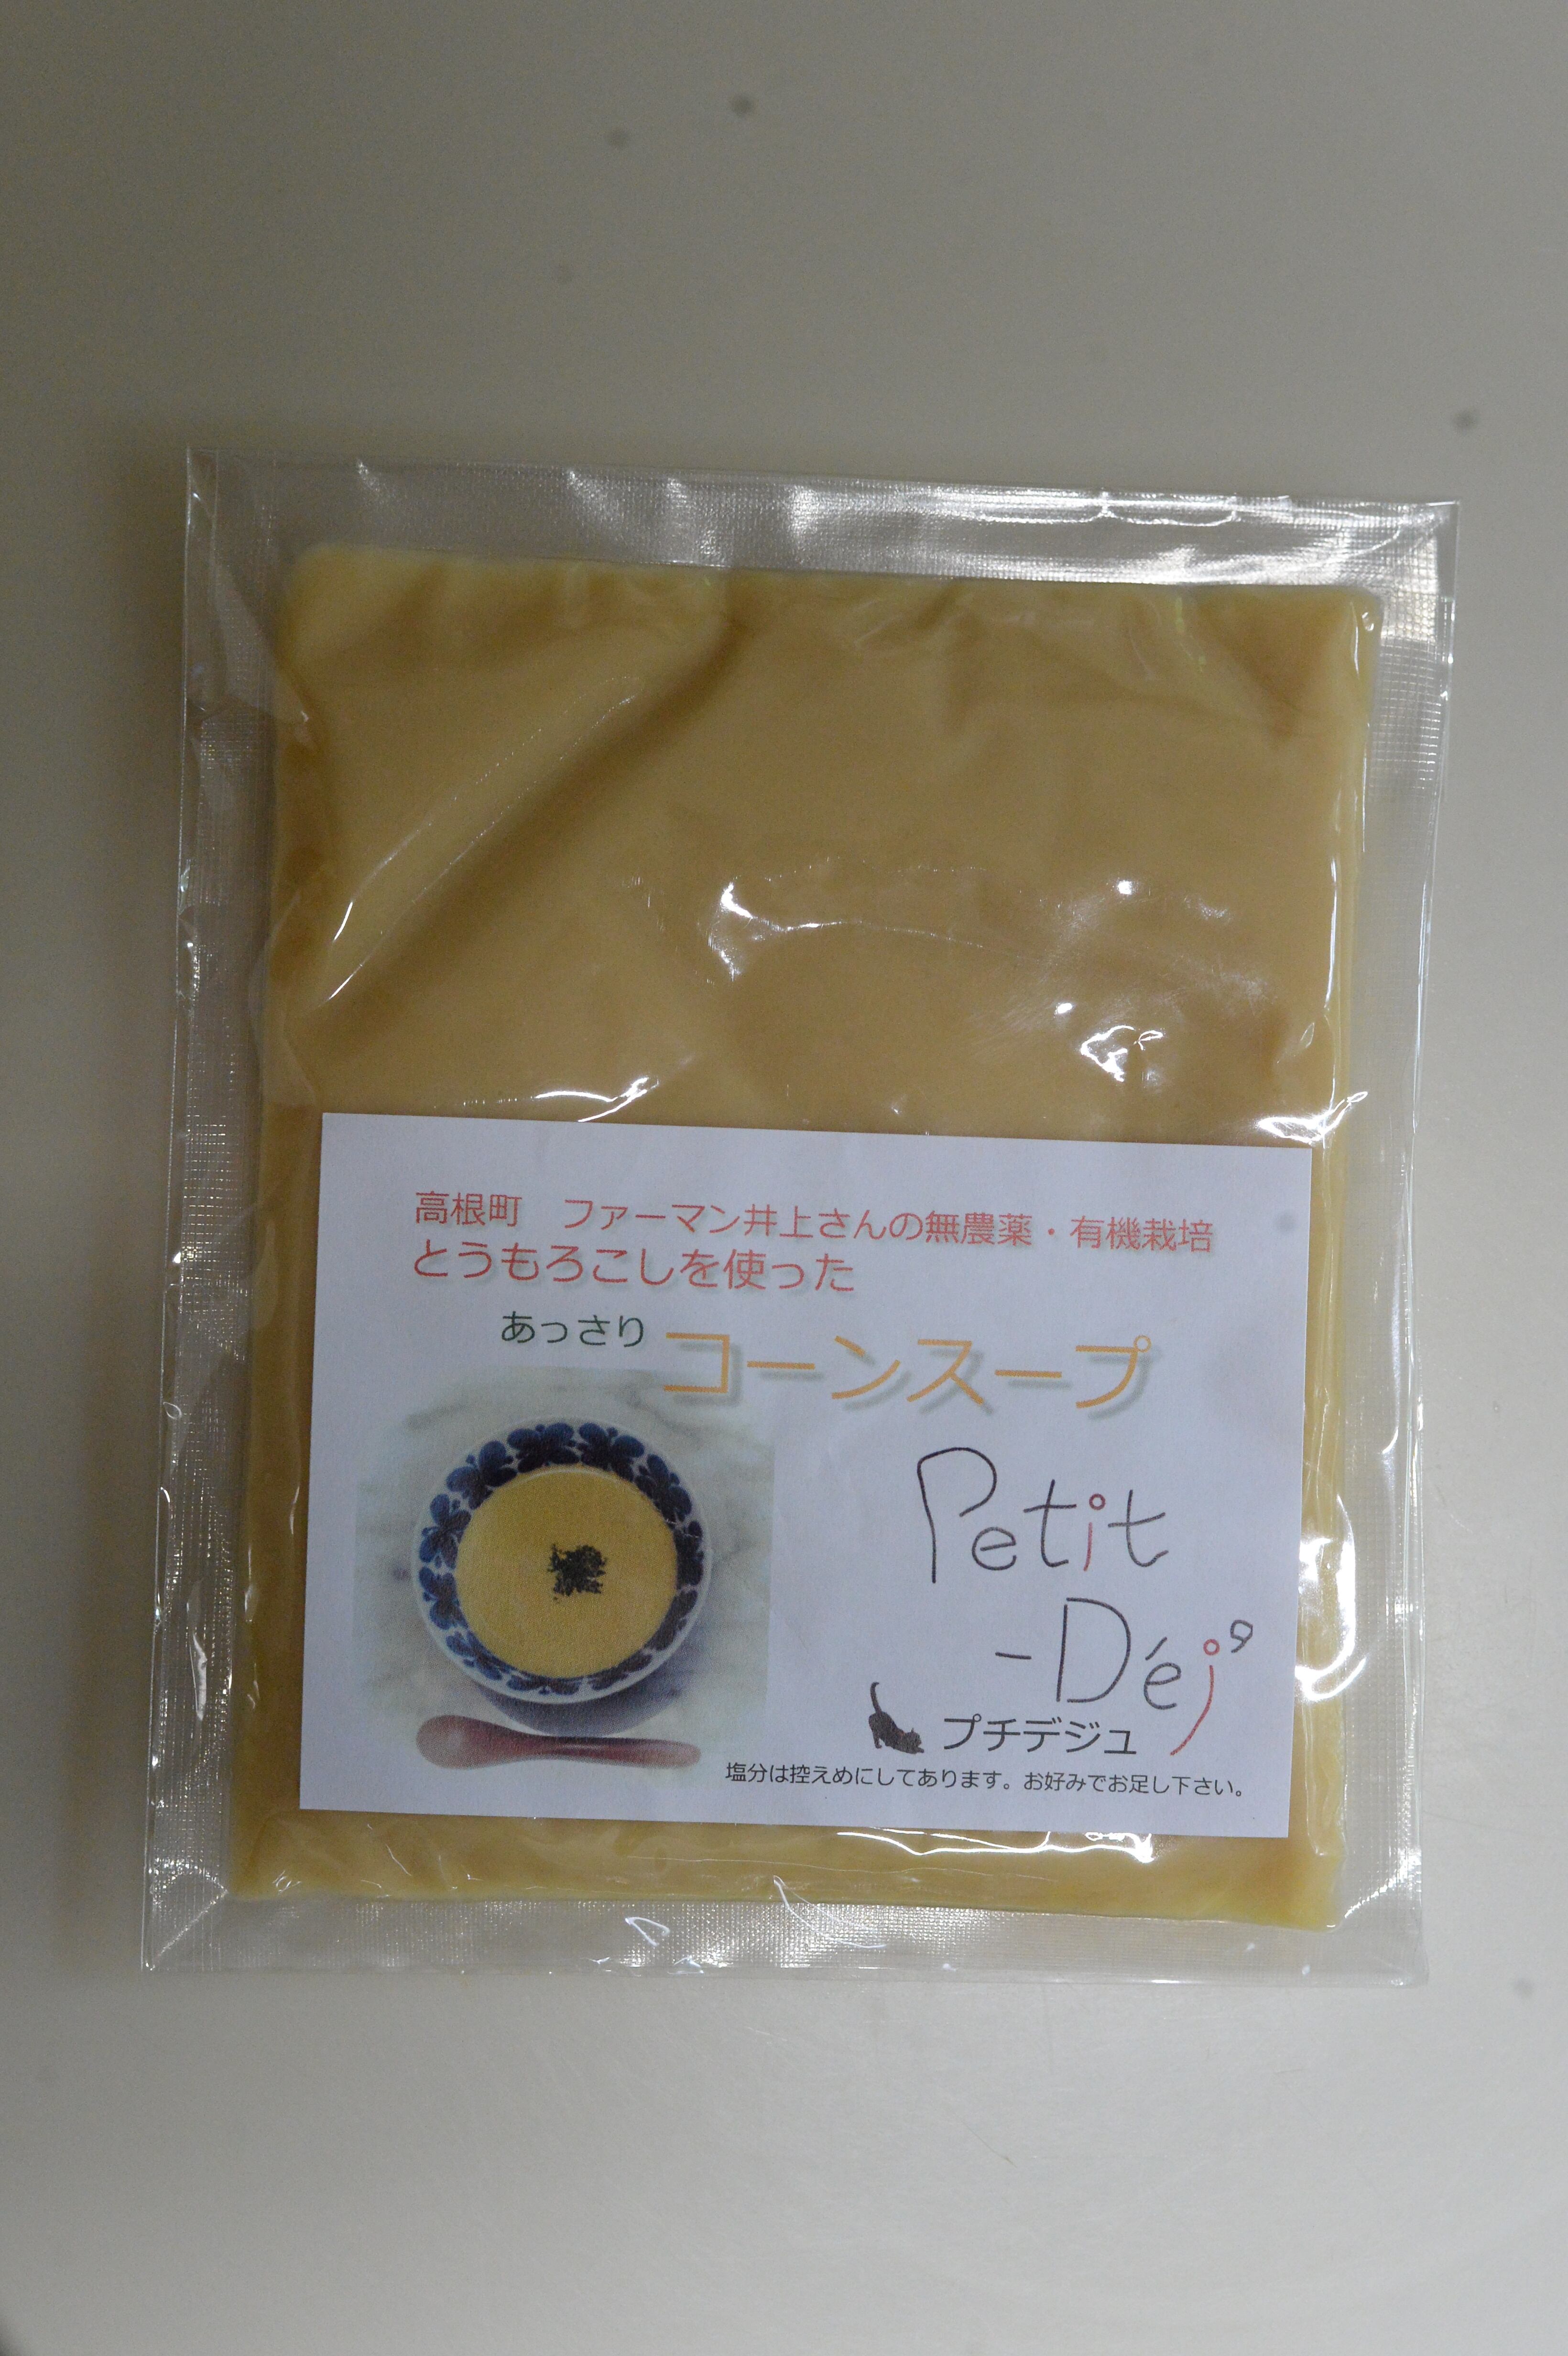 高根町　ファーマン井上さんの無農薬・有機栽培
とうもろこしを使った
あっさり コーンスープ
Petit
-Déj
プチデジュ
塩分は控えめにしてあります。お好みでお足し下さい。